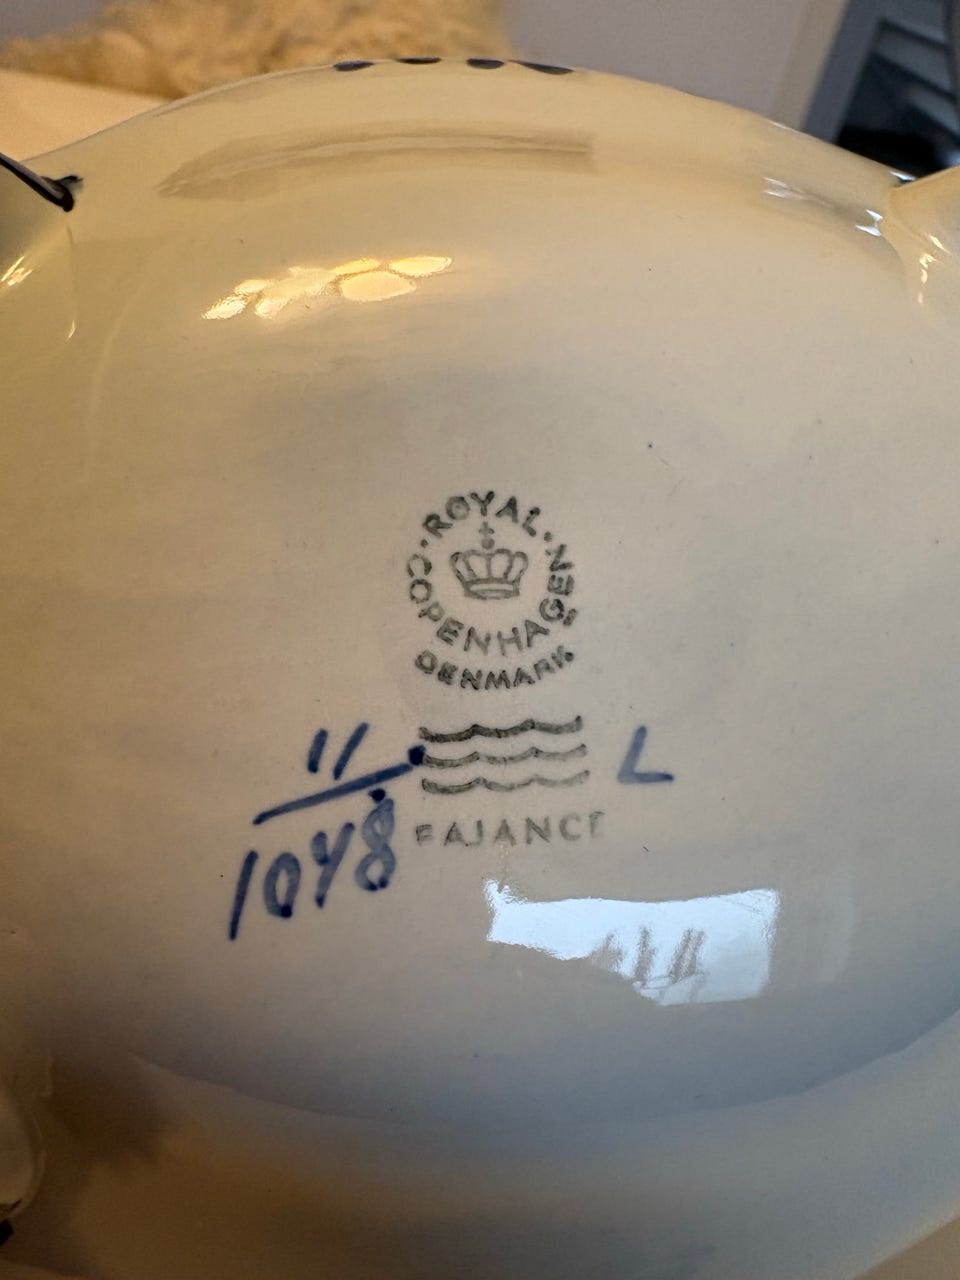 ROYAL
COPENHAGEN
DENMARK
11
L
1048
FAJANCE